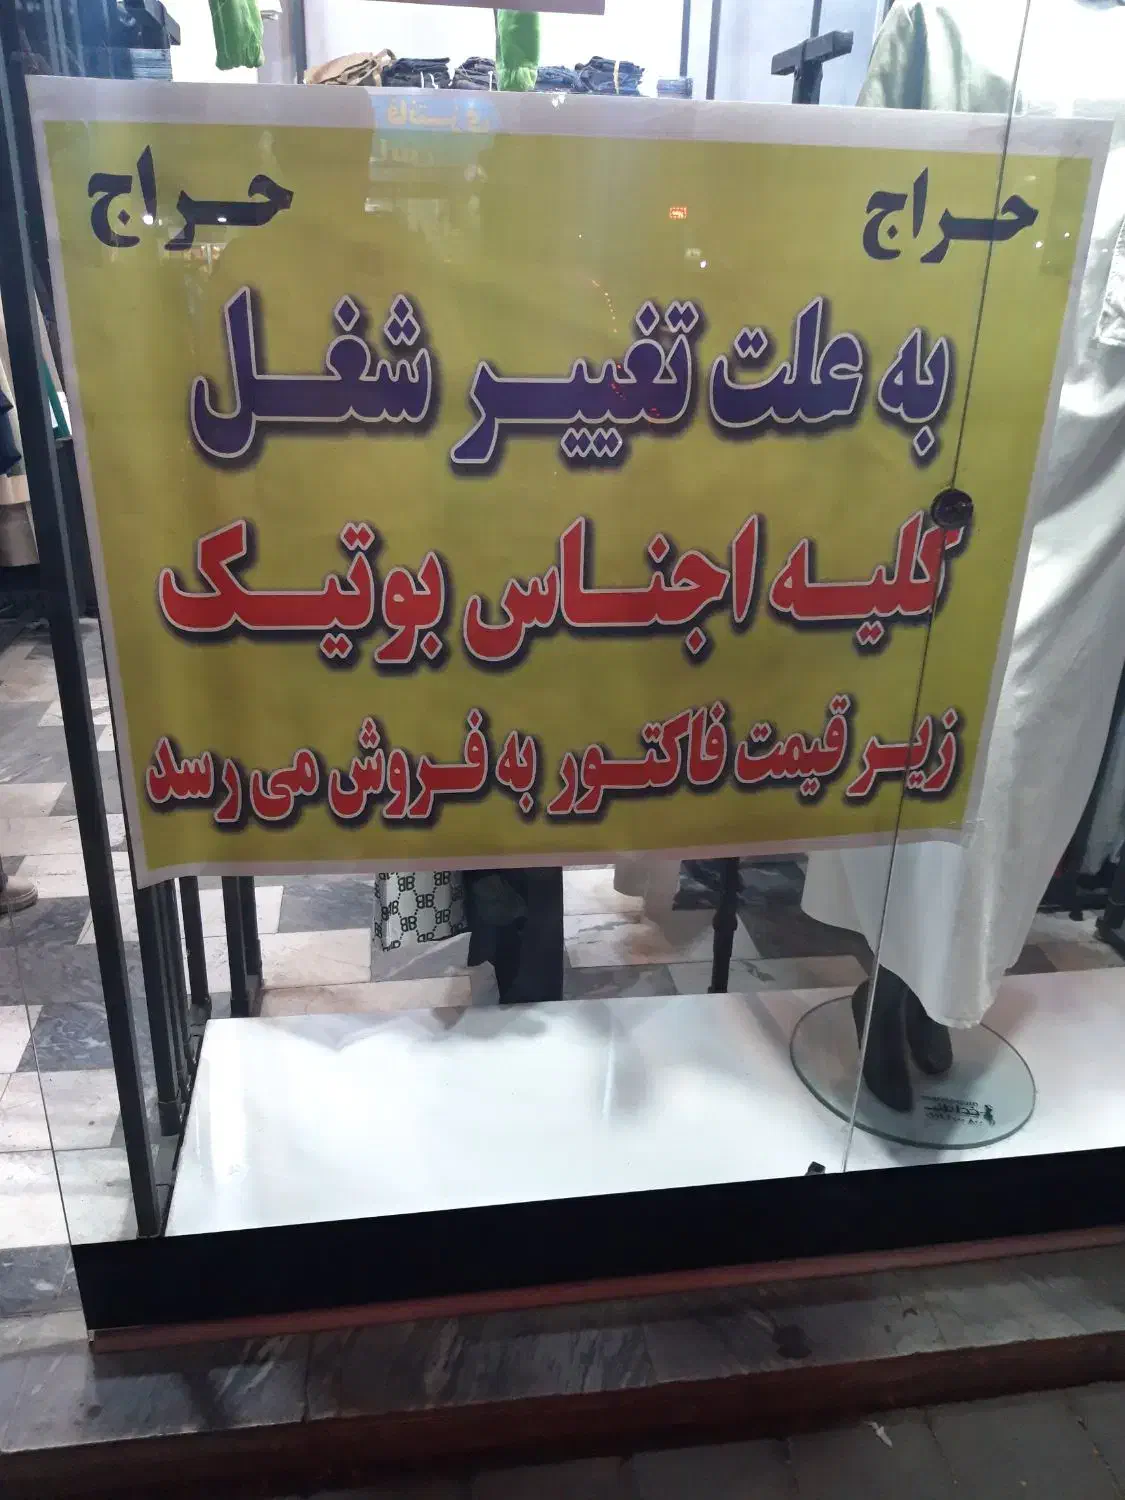 حراج حراج
به علت تغییر شغل
کلیه اجناس بوتیک
زیر قیمت فاکتور به فروش می رسد